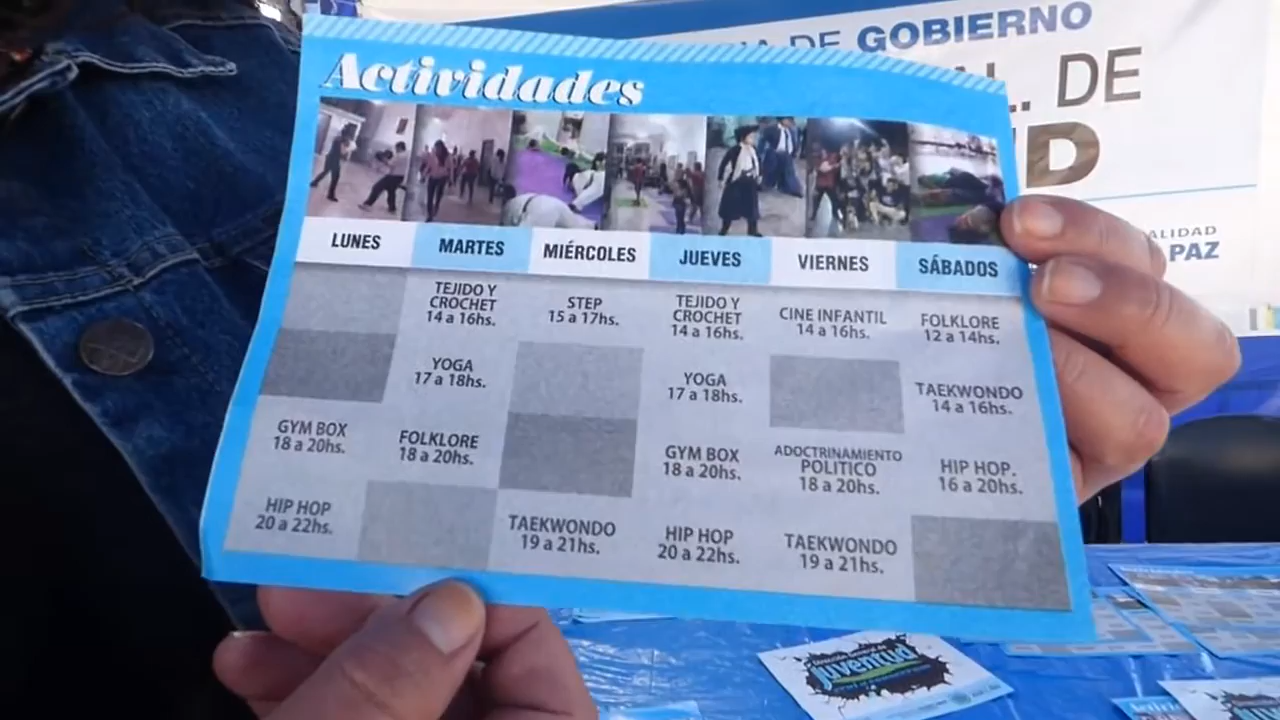 DE GOBIERNO
L. DE
UD
ALIDAD
PAZ
Actividades
LUNES MARTES MIÉRCOLES JUEVES VIERNES SÁBADOS
TEJIDO Y
CROCHET
14 a 16hs.
STEP
15 a 17hs.
TEJIDO Y
CROCHET
14 a 16hs.
CINE INFANTIL
14 a 16hs.
FOLKLORE
12 a 14hs.
YOGA
17 a 18hs.
YOGA
17 a 18hs.
TAEKWONDO
14 a 16hs.
GYM BOX
18 a 20hs.
FOLKLORE
18 a 20hs.
GYM BOX
18 a 20hs.
ADOCTRINAMIENTO
POLITICO
18 a 20hs.
HIP HOP.
16 a 20hs.
HIP HOP
20 a 22hs.
TAEKWONDO
19 a 21hs.
HIP HOP
20 a 22hs.
TAEKWONDO
19 a 21hs.
juventud